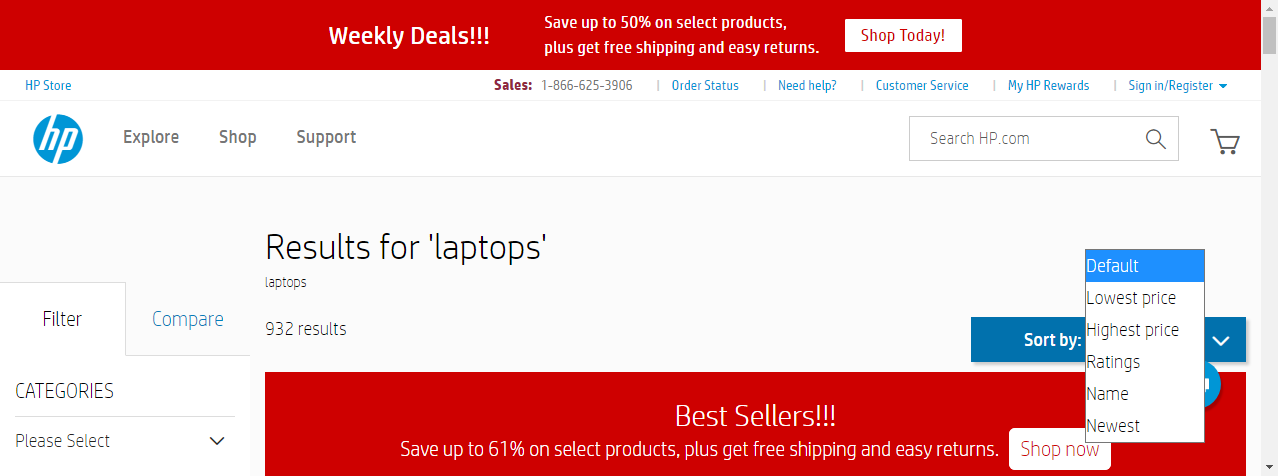 Weekly Deals!!!
Save up to 50% on select products,
plus get free shipping and easy returns.
Shop Today!
HP Store
Sales: 1-866-625-3906
Order Status
Need help?
Customer Service
My HP Rewards
Sign in/Register
hp
Explore
Shop
Support
Search HP.com
Results for 'laptops'
laptops
Filter
Compare
932 results
Sort by:
Default
Lowest price
Highest price
Ratings
Name
Newest
CATEGORIES
Please Select
Best Sellers!!!
Save up to 61% on select products, plus get free shipping and easy returns.
Shop now